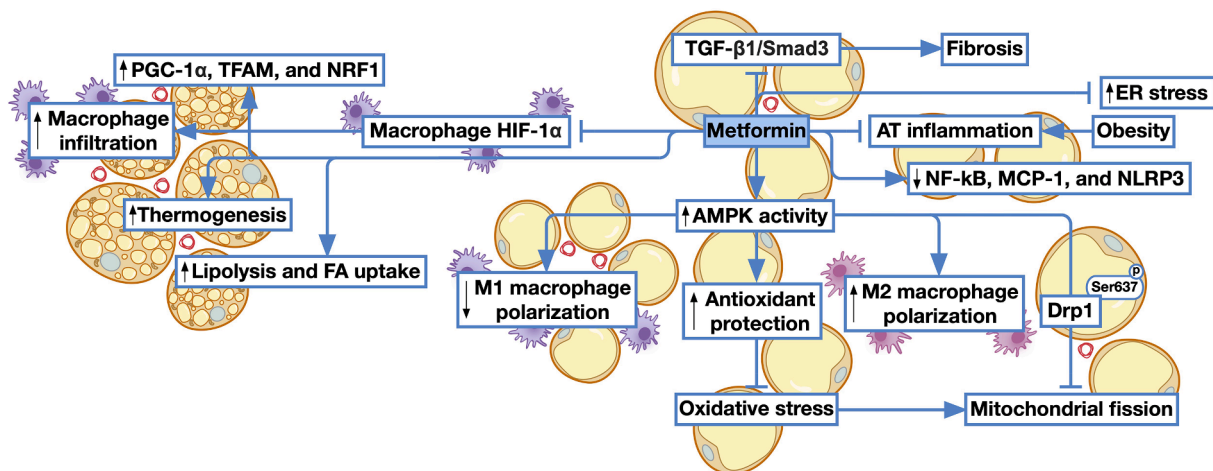 TGF-β1/Smad3
Fibrosis
↑PGC-1α, TFAM, and NRF1
↑ER stress
↑ Macrophage
infiltration
Macrophage HIF-1α
Metformin
AT inflammation
Obesity
↓ NF-kB, MCP-1, and NLRP3
↑Thermogenesis
↑ AMPK activity
↑Lipolysis and FA uptake
↓ M1 macrophage
polarization
↑ Antioxidant
protection
↑ M2 macrophage
polarization
P
Ser637
Drp1
Oxidative stress
Mitochondrial fission